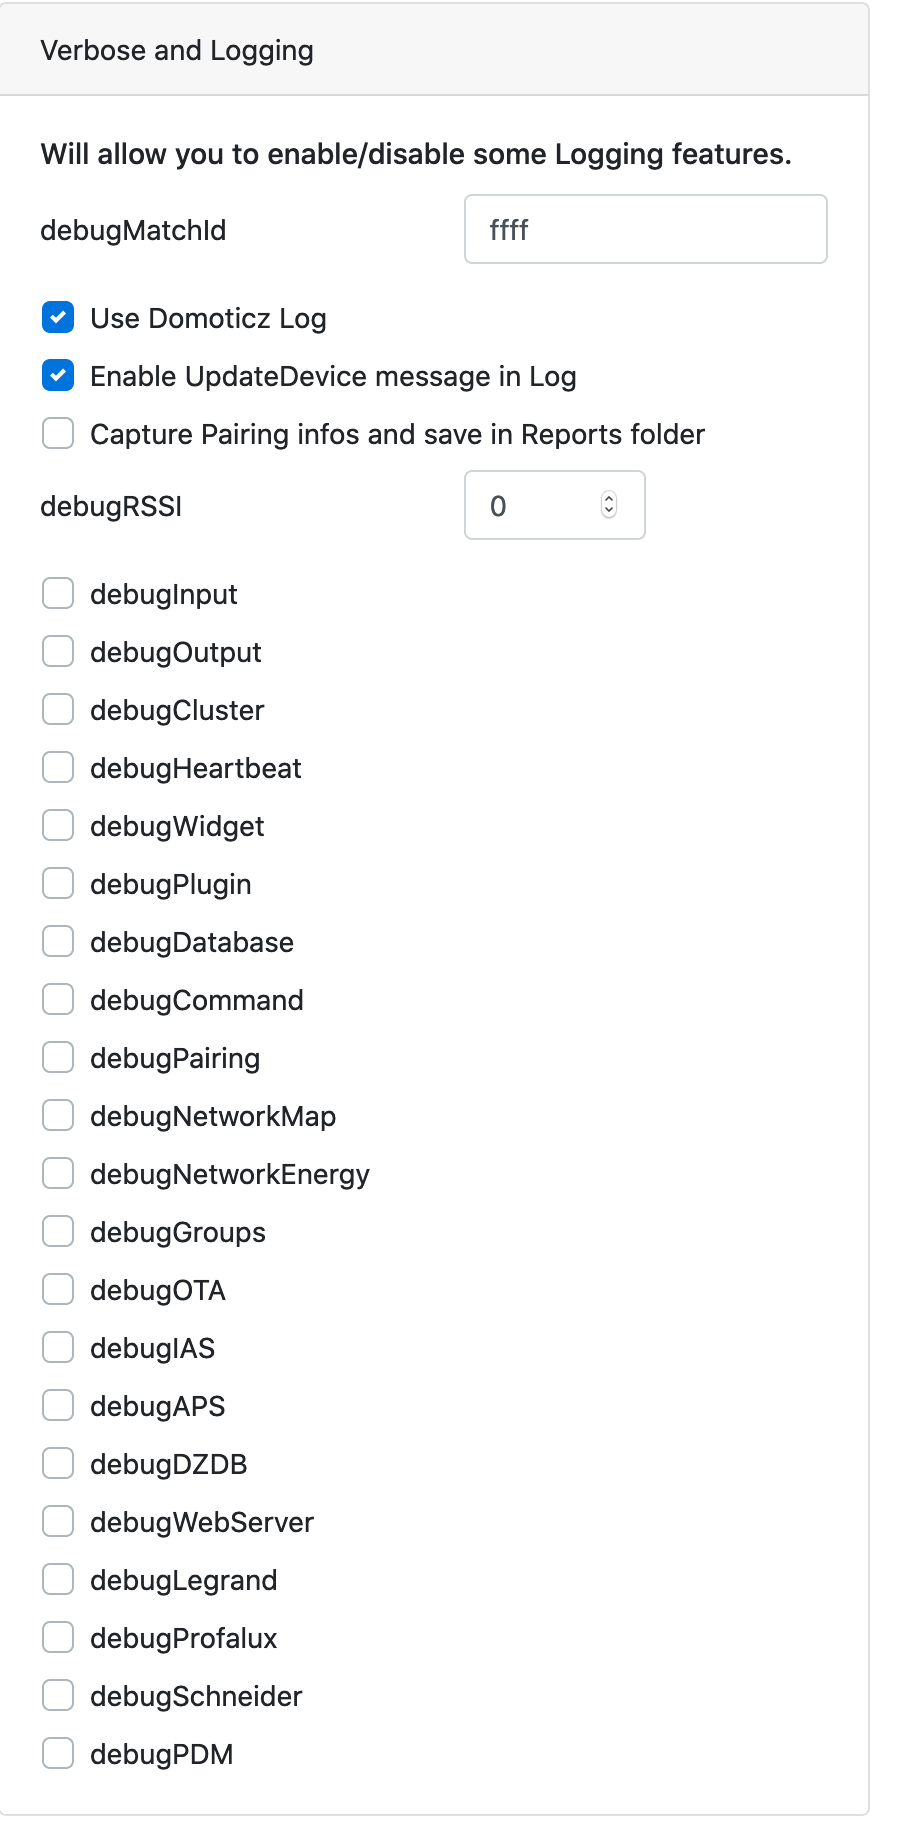 Verbose and Logging
Will allow you to enable/disable some Logging features.
debugMatchId ffff
Use Domoticz Log
Enable UpdateDevice message in Log
Capture Pairing infos and save in Reports folder
debugRSSI 0
debugInput
debugOutput
debugCluster
debugHeartbeat
debugWidget
debugPlugin
debugDatabase
debugCommand
debugPairing
debugNetworkMap
debugNetworkEnergy
debugGroups
debugOTA
debugIAS
debugAPS
debugDZDB
debugWebServer
debugLegrand
debugProfalux
debugSchneider
debugPDM